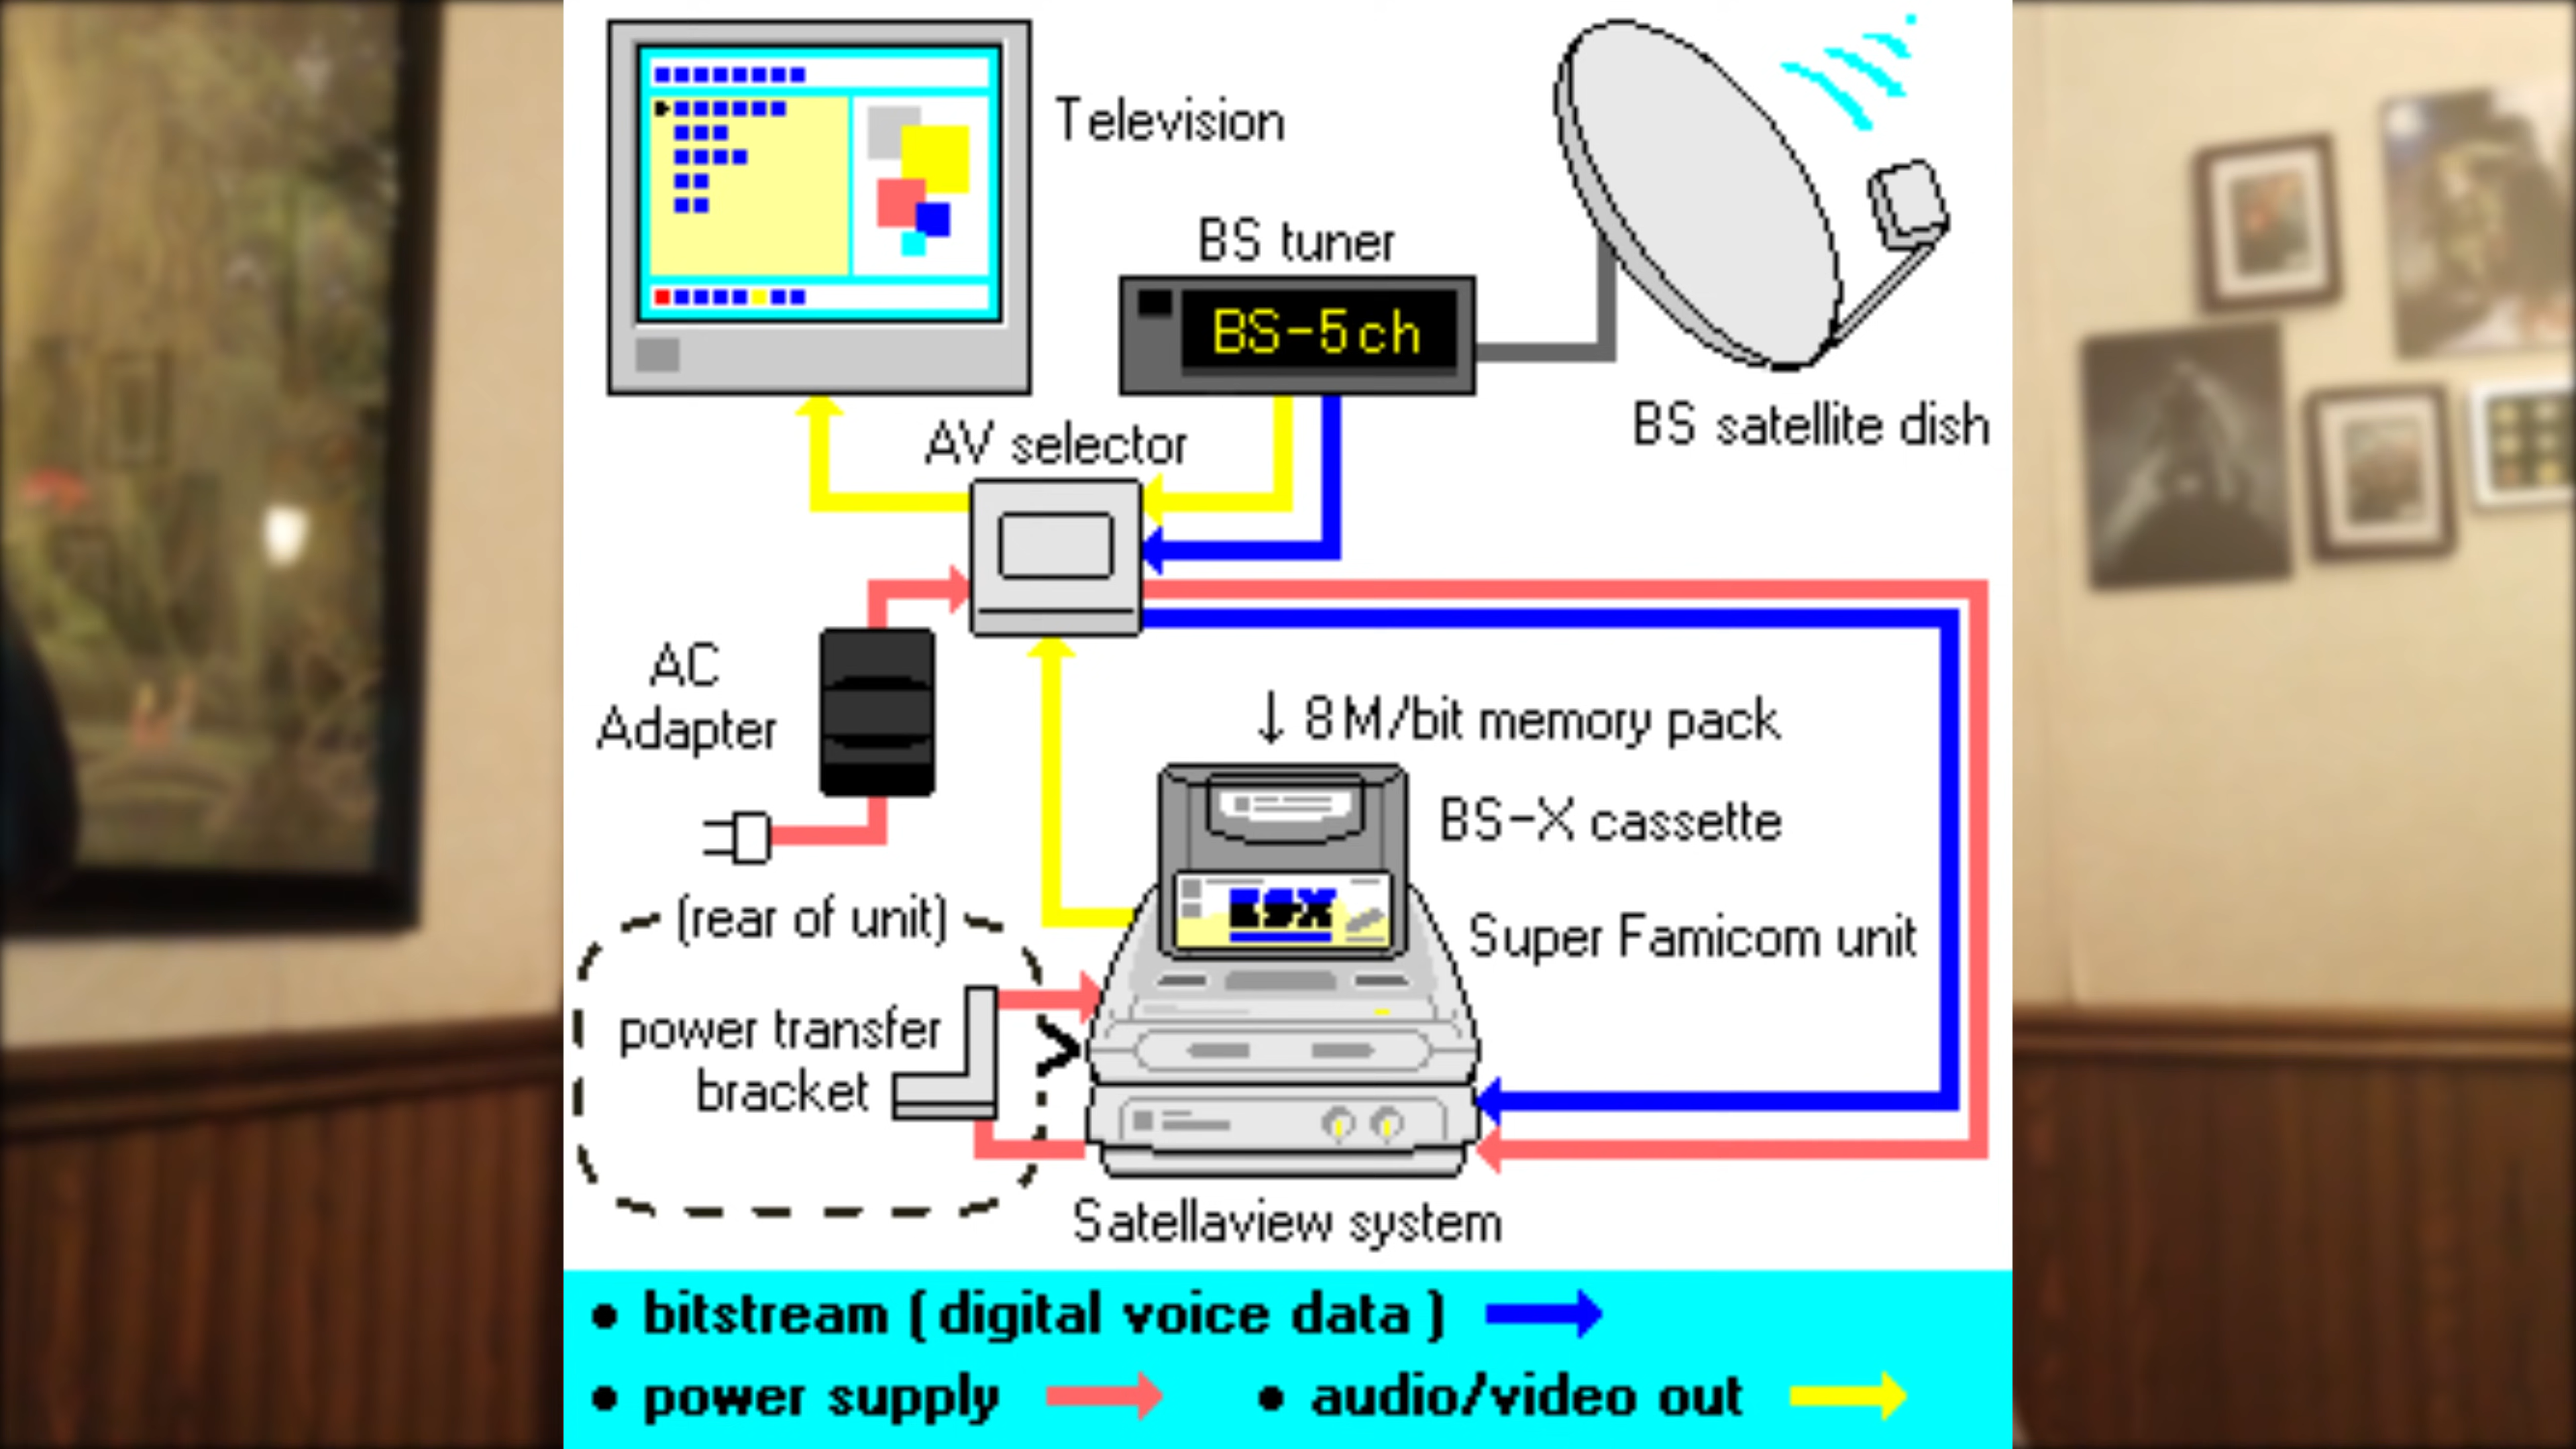 Television
BS tuner
BS-5ch
BS satellite dish
AV selector
AC
Adapter
↓ 8M/bit memory pack
BS-X cassette
BSX
(rear of unit)
Super Famicom unit
power transfer
bracket
Satellaview system
● bitstream (digital voice data)
● power supply ● audio/video out